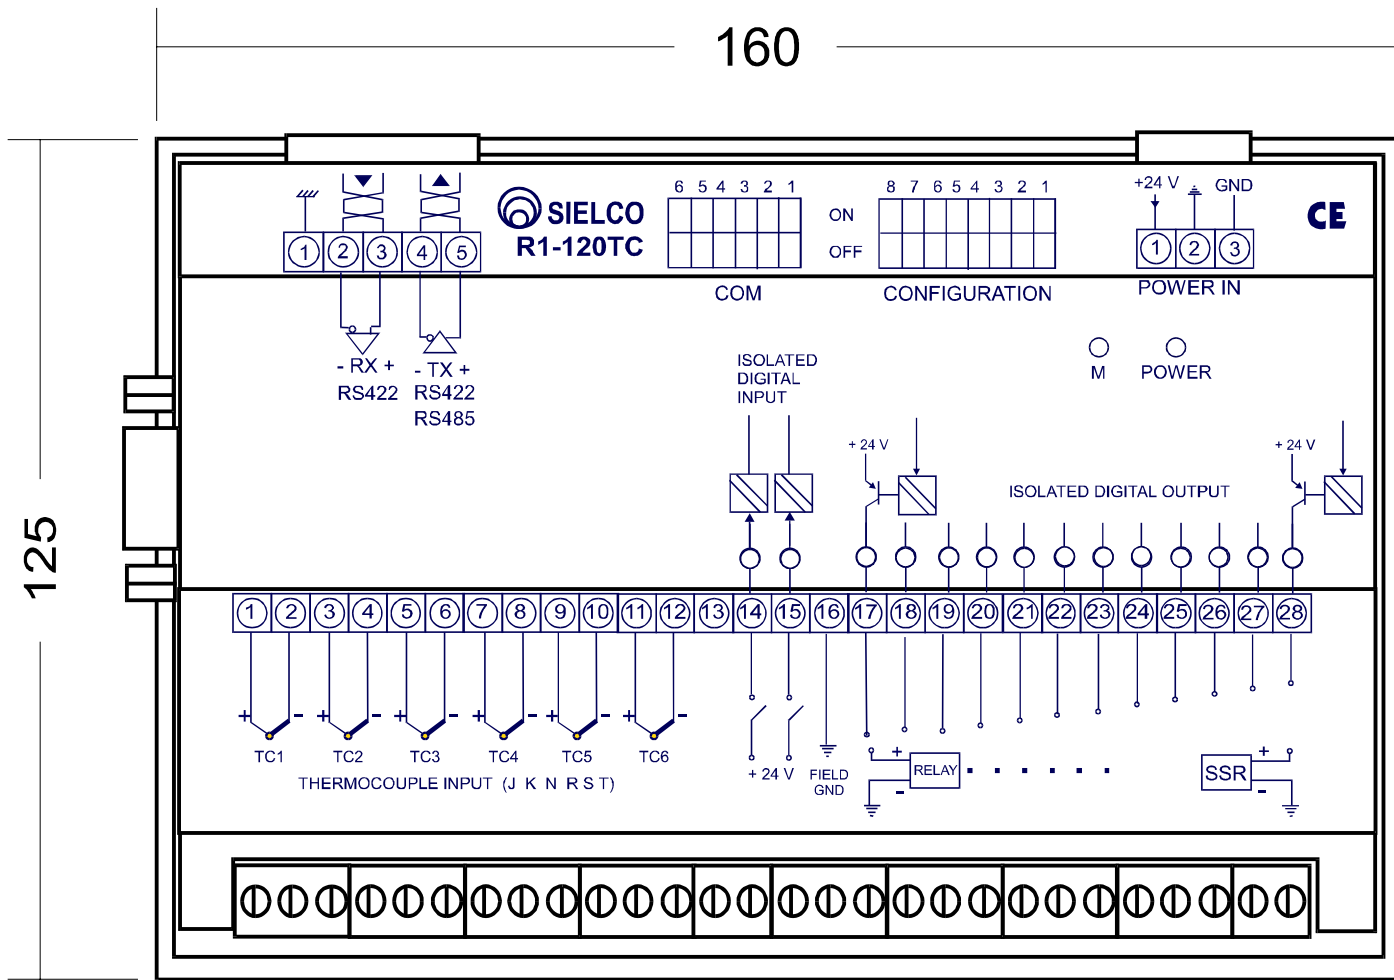 160
125
SIELCO
R1-120TC
1 2 3 4 5
6 5 4 3 2 1
ON
OFF
COM
8 7 6 5 4 3 2 1
CONFIGURATION
+24 V GND
1 2 3
POWER IN
CE
- RX +
RS422
- TX +
RS422
RS485
M POWER
ISOLATED
DIGITAL
INPUT
+ 24 V
ISOLATED DIGITAL OUTPUT
+ 24 V
1 2 3 4 5 6 7 8 9 10 11 12 13 14 15 16 17 18 19 20 21 22 23 24 25 26 27 28
+ - + - + - + - + - + -
TC1 TC2 TC3 TC4 TC5 TC6
THERMOCOUPLE INPUT (J K N R S T)
+ 24 V
FIELD
GND
+
RELAY
-
+
SSR
-